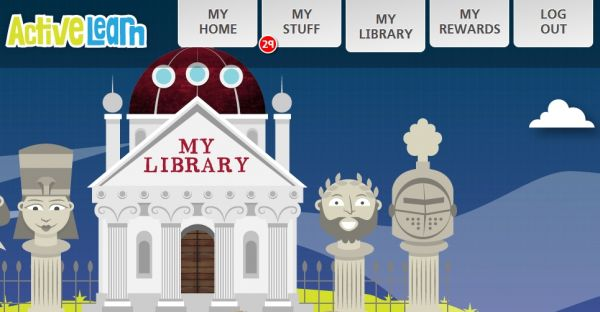 ActiveLearn
MY
HOME
29
MY
STUFF
MY
LIBRARY
MY
REWARDS
LOG
OUT
MY
LIBRARY